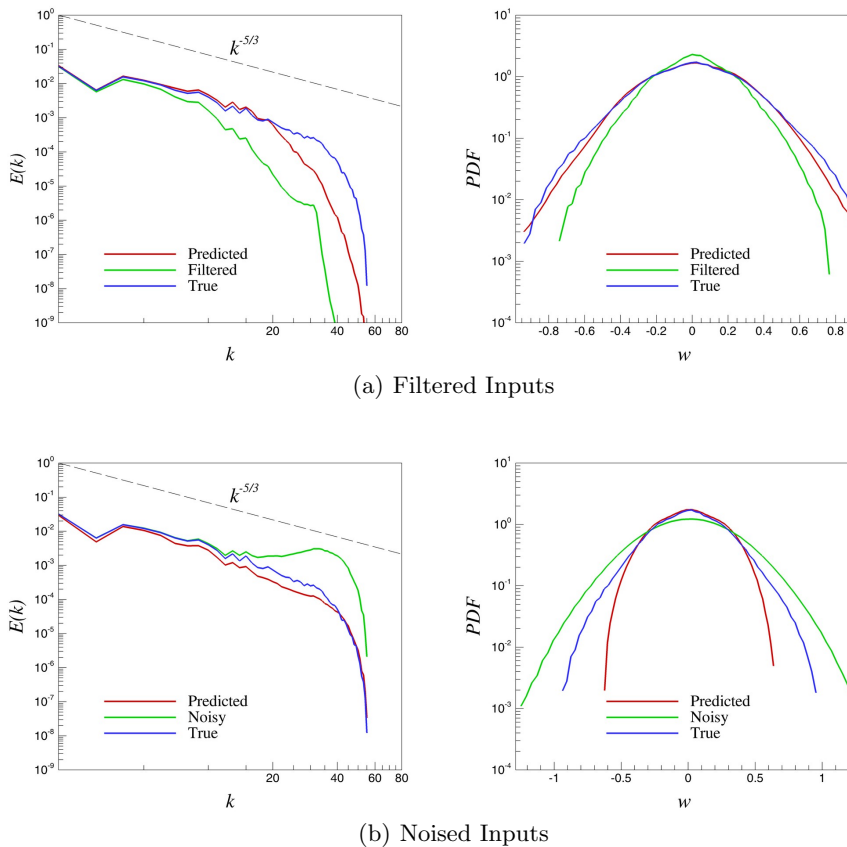 10^0
10^-1
10^-2
10^-3
10^-4
10^-5
10^-6
10^-7
10^-8
10^-9
E(k)
k^-5/3
Predicted
Filtered
True
20 40 60 80
k
10^1
10^0
10^-1
10^-2
10^-3
10^-4
PDF
Predicted
Filtered
True
-0.8 -0.6 -0.4 -0.2 0 0.2 0.4 0.6 0.8
w
(a) Filtered Inputs
10^0
10^-1
10^-2
10^-3
10^-4
10^-5
10^-6
10^-7
10^-8
10^-9
E(k)
k^-5/3
Predicted
Noisy
True
20 40 60 80
k
10^1
10^0
10^-1
10^-2
10^-3
10^-4
PDF
Predicted
Noisy
True
-1 -0.5 0 0.5 1
w
(b) Noised Inputs